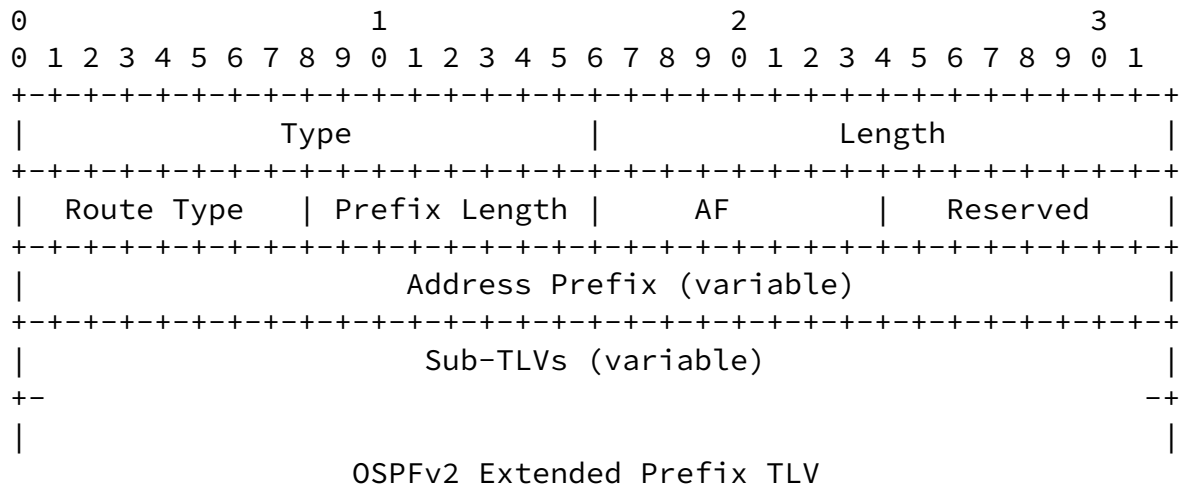 0                   1                   2                   3
0 1 2 3 4 5 6 7 8 9 0 1 2 3 4 5 6 7 8 9 0 1 2 3 4 5 6 7 8 9 0 1
+-+-+-+-+-+-+-+-+-+-+-+-+-+-+-+-+-+-+-+-+-+-+-+-+-+-+-+-+-+-+-+-+
|              Type             |             Length            |
+-+-+-+-+-+-+-+-+-+-+-+-+-+-+-+-+-+-+-+-+-+-+-+-+-+-+-+-+-+-+-+-+
|  Route Type   | Prefix Length |     AF        |   Reserved    |
+-+-+-+-+-+-+-+-+-+-+-+-+-+-+-+-+-+-+-+-+-+-+-+-+-+-+-+-+-+-+-+-+
|                     Address Prefix (variable)                 |
+-+-+-+-+-+-+-+-+-+-+-+-+-+-+-+-+-+-+-+-+-+-+-+-+-+-+-+-+-+-+-+-+
|                      Sub-TLVs (variable)                      |
+-                                                             -+
|                                                               |
                  OSPFv2 Extended Prefix TLV